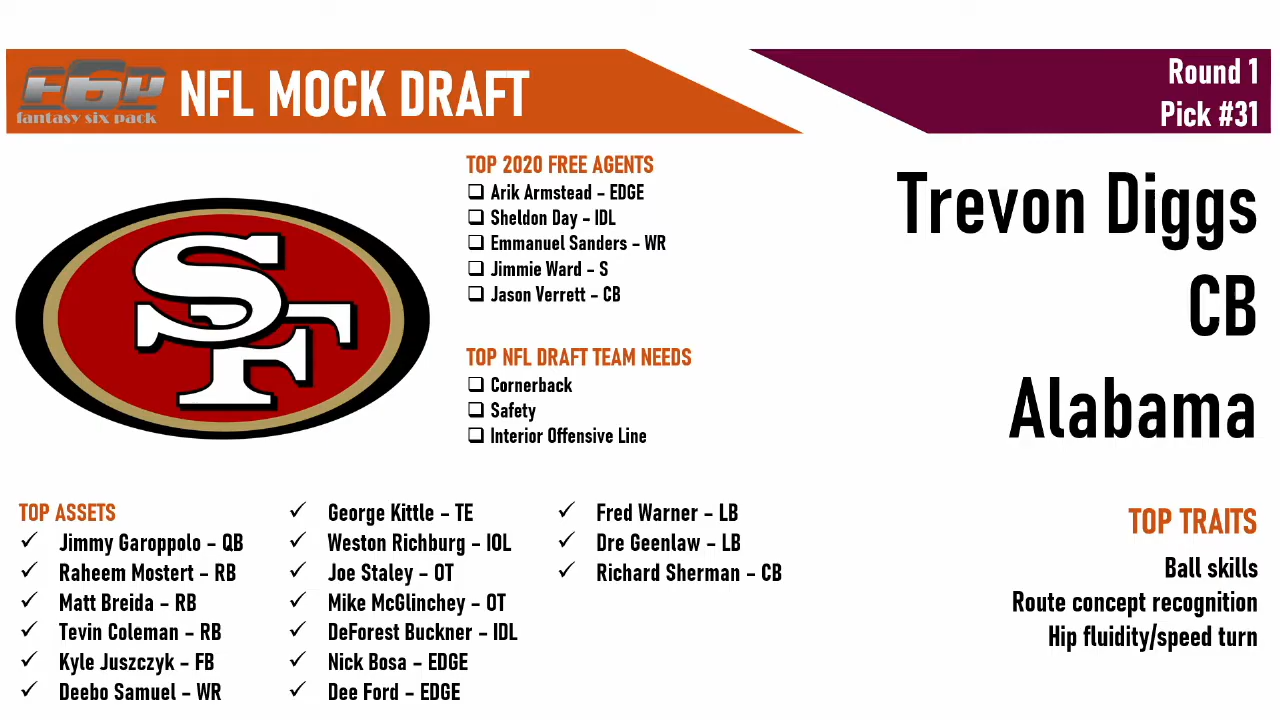 F6P
fantasy six pack
NFL MOCK DRAFT
Round 1
Pick #31
SF
TOP 2020 FREE AGENTS
❑ Arik Armstead – EDGE
❑ Sheldon Day – IDL
❑ Emmanuel Sanders – WR
❑ Jimmie Ward – S
❑ Jason Verrett – CB
TOP NFL DRAFT TEAM NEEDS
❑ Cornerback
❑ Safety
❑ Interior Offensive Line
Trevon Diggs
CB
Alabama
TOP ASSETS
✓ Jimmy Garoppolo – QB
✓ Raheem Mostert – RB
✓ Matt Breida – RB
✓ Tevin Coleman – RB
✓ Kyle Juszczyk – FB
✓ Deebo Samuel – WR
✓ George Kittle – TE
✓ Weston Richburg – IOL
✓ Joe Staley – OT
✓ Mike McGlinchey – OT
✓ DeForest Buckner – IDL
✓ Nick Bosa – EDGE
✓ Dee Ford – EDGE
✓ Fred Warner – LB
✓ Dre Geenlaw – LB
✓ Richard Sherman – CB
TOP TRAITS
Ball skills
Route concept recognition
Hip fluidity/speed turn